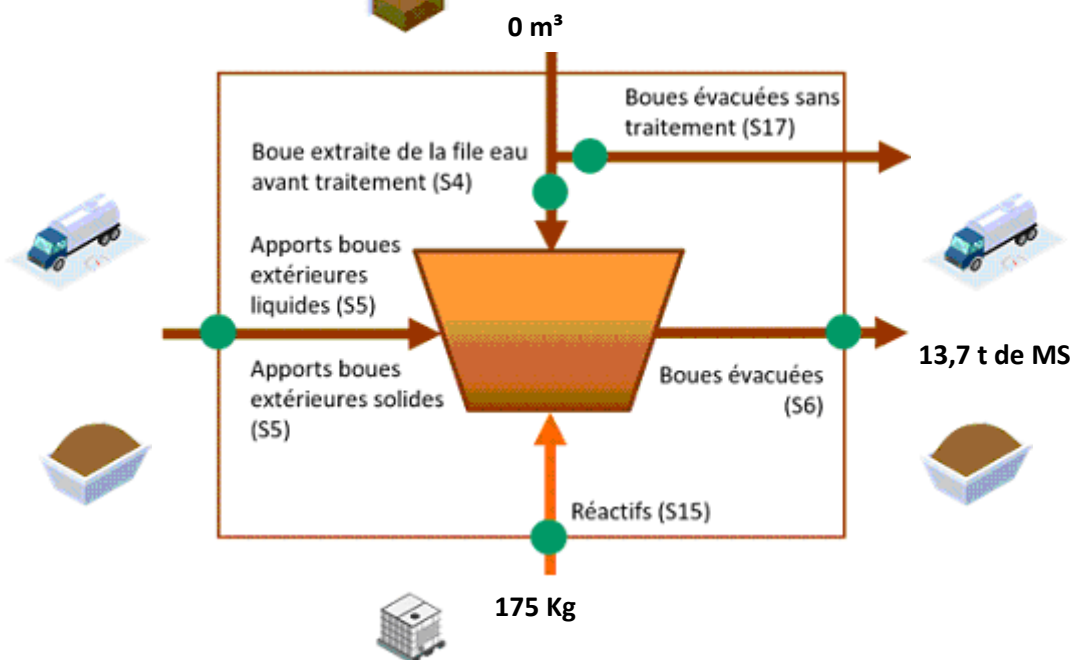 0 m³
Boues évacuées sans
traitement (S17)
Boue extraite de la file eau
avant traitement (S4)
Apports boues
extérieures
liquides (S5)
13,7 t de MS
Apports boues
extérieures solides
(S5)
Boues évacuées
(S6)
Réactifs (S15)
175 Kg